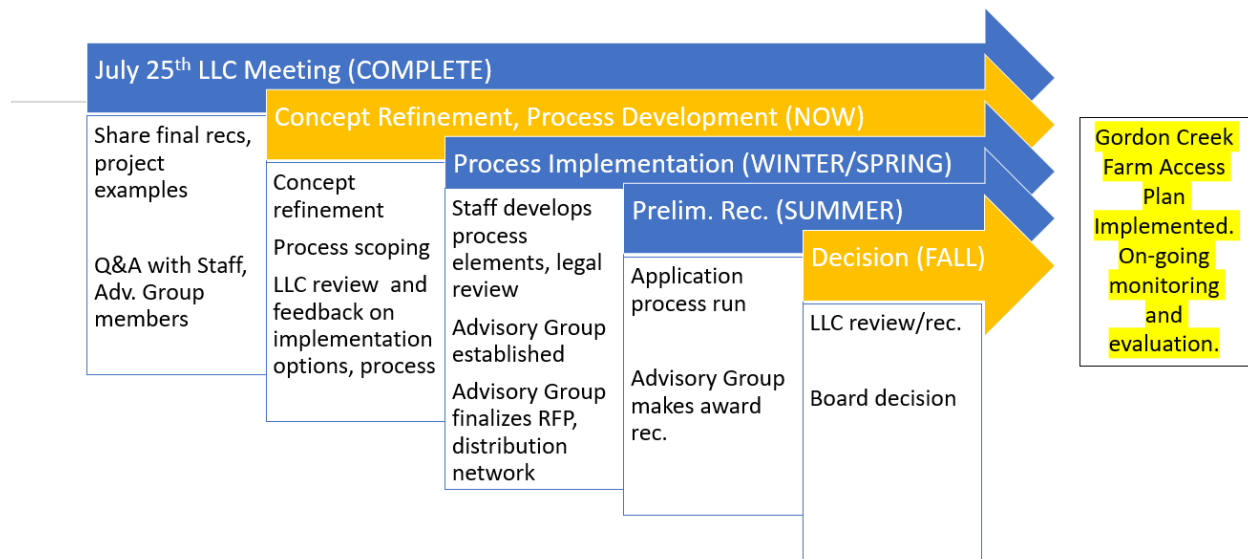 July 25th LLC Meeting (COMPLETE)
Share final recs,
project
examples
Q&A with Staff,
Adv. Group
members
Concept Refinement, Process Development (NOW)
Concept
refinement
Process scoping
LLC review and
feedback on
implementation
options, process
Process Implementation (WINTER/SPRING)
Staff develops
process
elements, legal
review
Advisory Group
established
Advisory Group
finalizes RFP,
distribution
network
Prelim. Rec. (SUMMER)
Application
process run
Advisory Group
makes award
rec.
Decision (FALL)
LLC review/rec.
Board decision
Gordon Creek
Farm Access
Plan
Implemented.
On-going
monitoring
and
evaluation.